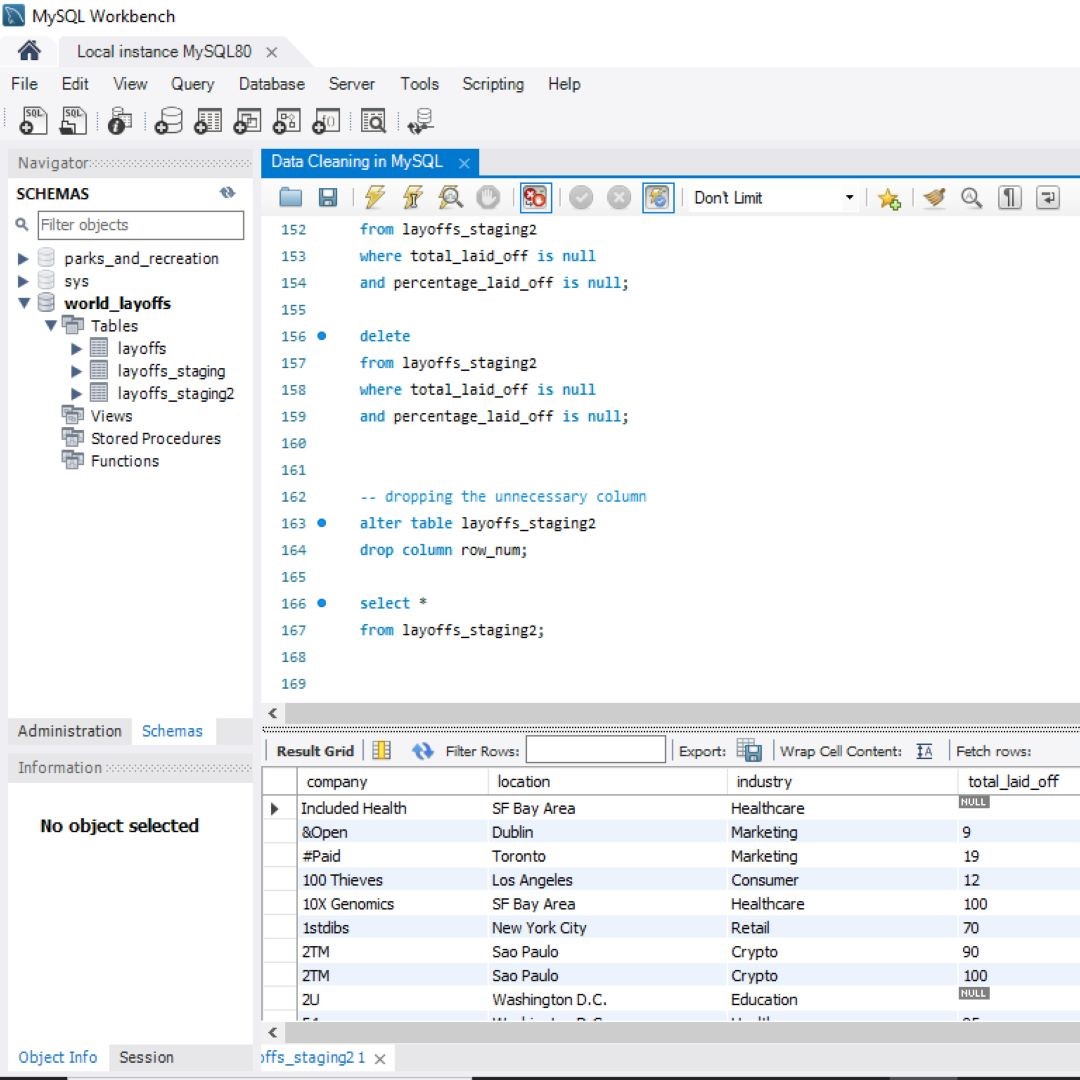 MySQL Workbench
Local instance MySQL80
File Edit View Query Database Server Tools Scripting Help
SQL SQL
Navigator
SCHEMAS
Filter objects
parks_and_recreation
sys
world_layoffs
Tables
layoffs
layoffs_staging
layoffs_staging2
Views
Stored Procedures
Functions
Administration Schemas
Information
No object selected
Object Info Session
Data Cleaning in MySQL
Don't Limit
152 from layoffs_staging2
153 where total_laid_off is null
154 and percentage_laid_off is null;
155
156 delete
157 from layoffs_staging2
158 where total_laid_off is null
159 and percentage_laid_off is null;
160
161
162 -- dropping the unnecessary column
163 alter table layoffs_staging2
164 drop column row_num;
165
166 select *
167 from layoffs_staging2;
168
169
Result Grid Filter Rows: Export: Wrap Cell Content: Fetch rows:
company location industry total_laid_off
Included Health SF Bay Area Healthcare NULL
&Open Dublin Marketing 9
#Paid Toronto Marketing 19
100 Thieves Los Angeles Consumer 12
10X Genomics SF Bay Area Healthcare 100
1stdibs New York City Retail 70
2TM Sao Paulo Crypto 90
2TM Sao Paulo Crypto 100
2U Washington D.C. Education NULL
offs_staging2 1